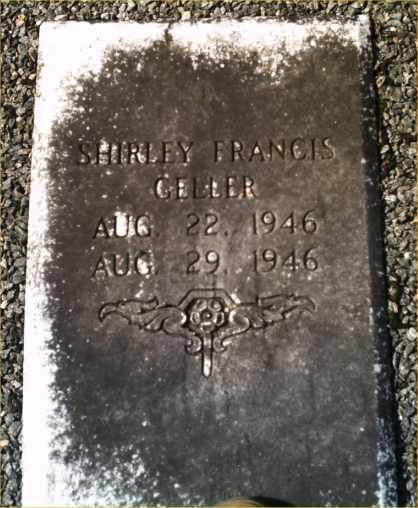 SHIRLEY FRANCIS
GELLER
AUG. 22, 1946
AUG. 29, 1946